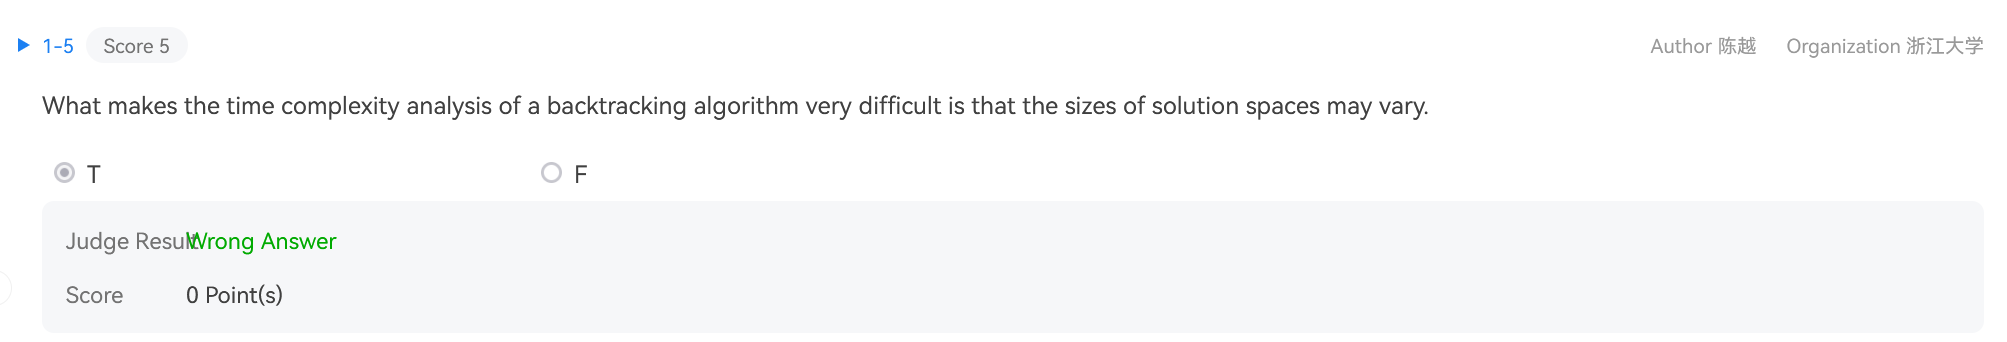 1-5 Score 5 Author 陈越 Organization 浙江大学
What makes the time complexity analysis of a backtracking algorithm very difficult is that the sizes of solution spaces may vary.
T F
Judge Result Wrong Answer
Score 0 Point(s)